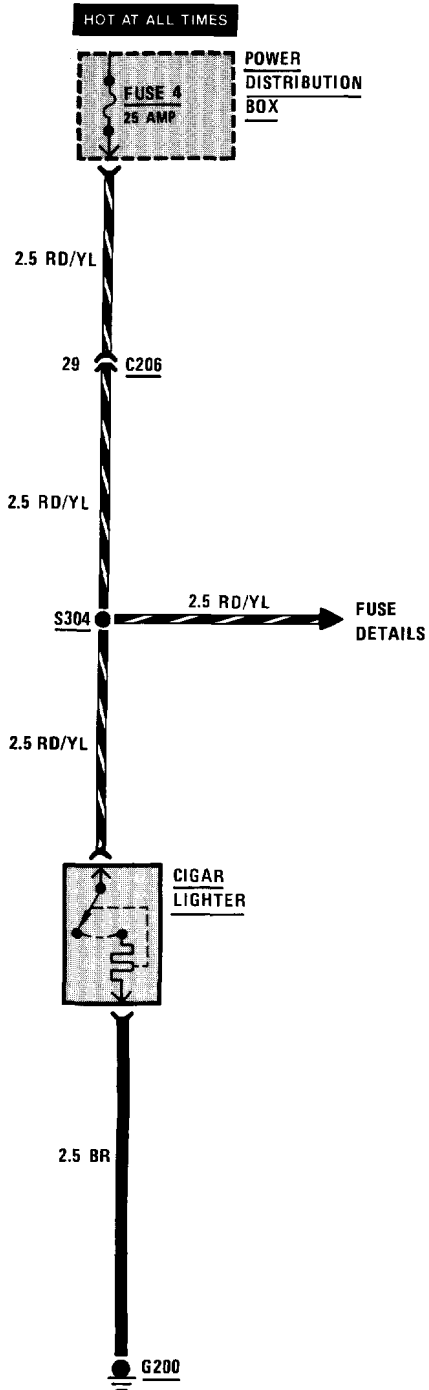 HOT AT ALL TIMES
POWER
DISTRIBUTION
BOX
FUSE 4
25 AMP
2.5 RD/YL
29
C206
2.5 RD/YL
S304
2.5 RD/YL
FUSE
DETAILS
2.5 RD/YL
CIGAR
LIGHTER
2.5 BR
G200